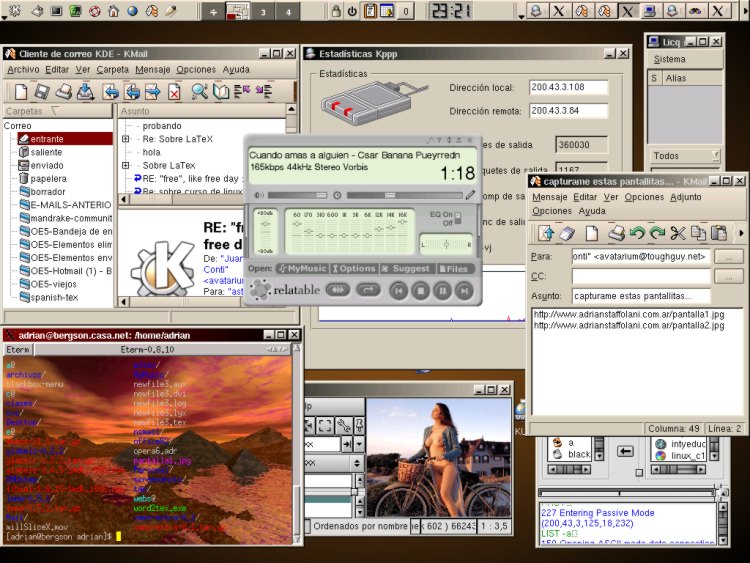 3
4
0
23:21
Cliente de correo KDE - KMail
Archivo Editar Ver Carpeta Mensaje Opciones Ayuda
Carpetas
Correo
entrante
saliente
enviado
papelera
borrador
E-MAILS-ANTERIO
mandrake-communit
OE5-Bandeja de en
OE5-Elementos elim
OE5-Elementos env
OE5-Hotmail (1) - B
OE5-viejos
spanish-tex
Asunto
probando
Re: Sobre LaTeX
hola
Sobre LaTex
RE: "free", like free day :
Re: sobre curso de linux
RE: "fr
free d
De: "Juan
Conti"
<avatarium
Para: "ast
Estadísticas Kppp
Estadísticas
Dirección local:
200.43.3.108
Dirección remota:
200.43.3.84
es de salida
360030
quetes de salida
1167
omp de salida
nc de salida
vj
Licq
Sistema
S Alias
Todos
Cuando amas a alguien - Csar Banana Pueyrredn
165kbps 44kHz Stereo Vorbis
1:18
+20dB
-20dB
60 170 310 600 1K 3K 6K 12K 14K 16K
+20dB
-20dB
EQ On
Off
L
R
Open:
MyMusic
Options
Suggest
Files
relatable
capturame estas pantallitas... - KMail
Mensaje Editar Ver Adjunto
Opciones Ayuda
Para:
onti" <avatarium@toughguy.net>
...
CC:
...
Asunto:
capturame estas pantallitas...
http://www.adrianstaffolani.com.ar/pantalla1.jpg
http://www.adrianstaffolani.com.ar/pantalla2.jpg
Columna: 49
Línea: 2
adrian@bergson.casa.net: /home/adrian
Eterm
Eterm-0.8.10
a@
archivos/
blackbox-menu
c@
clases/
cvs/
Desktop/
e@
millSliceX.mov
[adrian@bergson adrian]$
newfile3.aux
newfile3.dvi
newfile3.log
newfile3.lyx
newfile3.tex
nsmail/
opera6.adr
pantalla1.jpg
webs@
word2tex.exe
Ordenados por nombre
602 ) 66243
1 : 3,5
a
black
intyeduc
linux_c1
227 Entering Passive Mode
(200,43,3,125,18,232)
LIST -al
150 Opening ASCII mode data connection